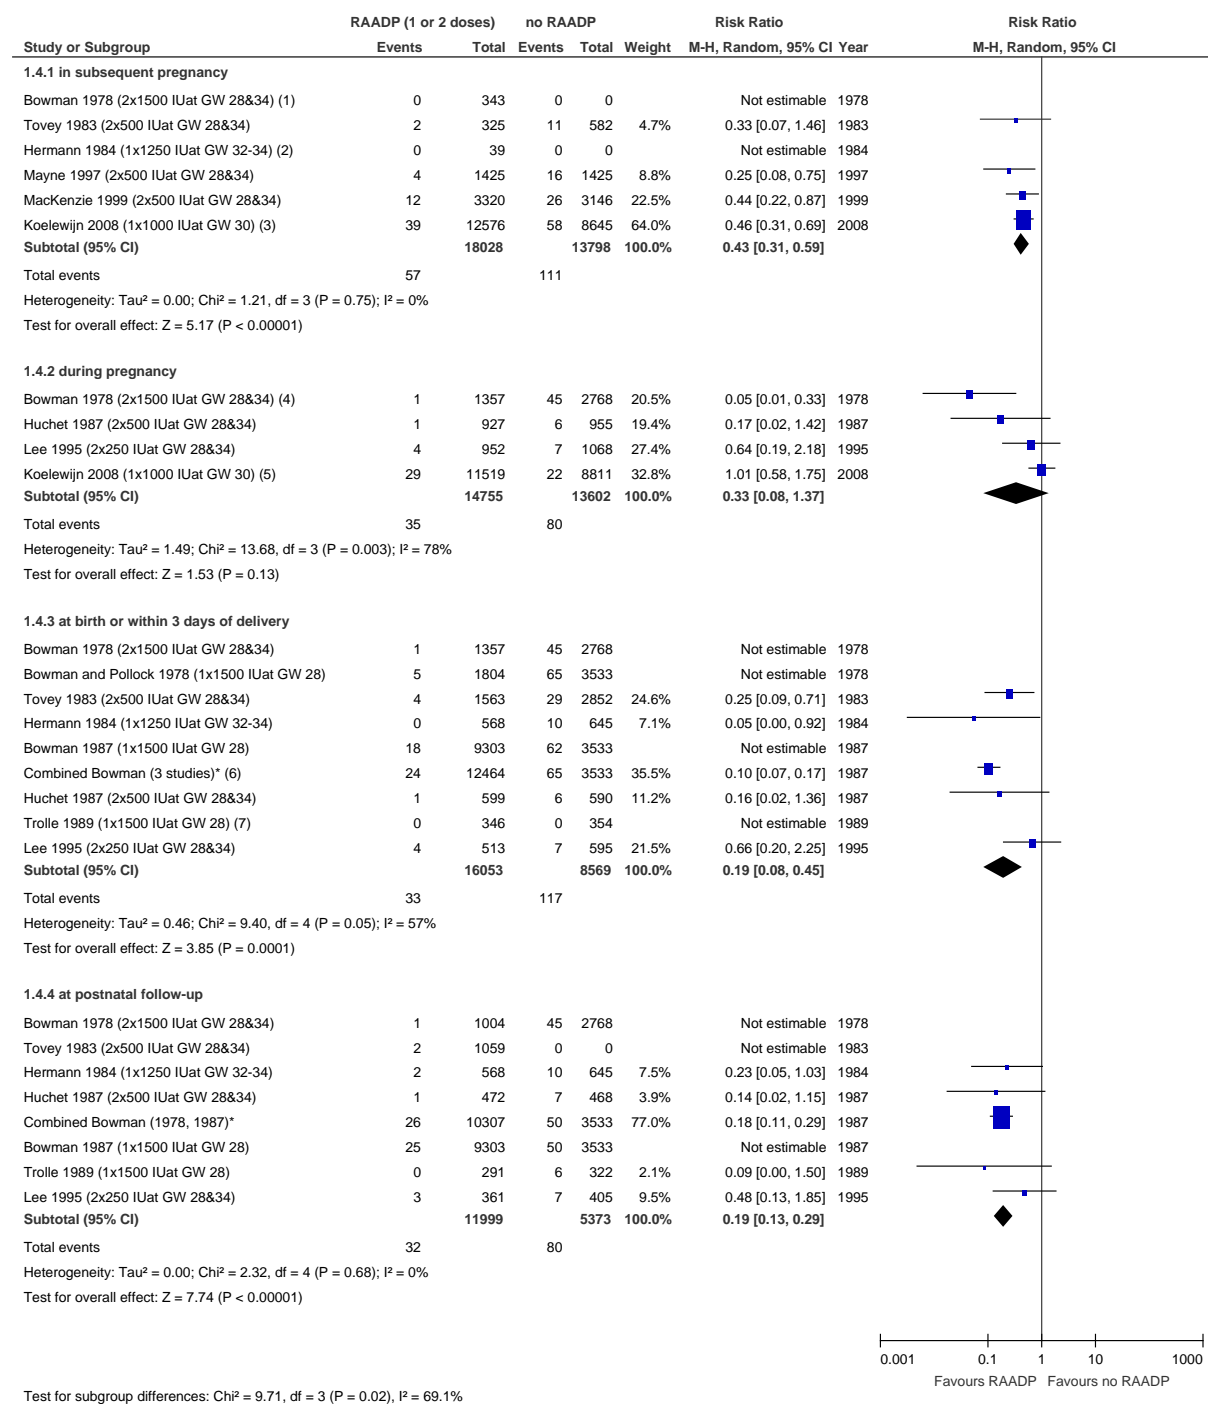 RAADP (1 or 2 doses) no RAADP Risk Ratio Risk Ratio
Study or Subgroup Events Total Events Total Weight M-H, Random, 95% CI Year M-H, Random, 95% CI
1.4.1 in subsequent pregnancy
Bowman 1978 (2x1500 IUat GW 28&34) (1) 0 343 0 0 Not estimable 1978
Tovey 1983 (2x500 IUat GW 28&34) 2 325 11 582 4.7% 0.33 [0.07, 1.46] 1983
Hermann 1984 (1x1250 IUat GW 32-34) (2) 0 39 0 0 Not estimable 1984
Mayne 1997 (2x500 IUat GW 28&34) 4 1425 16 1425 8.8% 0.25 [0.08, 0.75] 1997
MacKenzie 1999 (2x500 IUat GW 28&34) 12 3320 26 3146 22.5% 0.44 [0.22, 0.87] 1999
Koelewijn 2008 (1x1000 IUat GW 30) (3) 39 12576 58 8645 64.0% 0.46 [0.31, 0.69] 2008
Subtotal (95% CI) 18028 13798 100.0% 0.43 [0.31, 0.59]
Total events 57 111
Heterogeneity: Tau² = 0.00; Chi² = 1.21, df = 3 (P = 0.75); I² = 0%
Test for overall effect: Z = 5.17 (P < 0.00001)
1.4.2 during pregnancy
Bowman 1978 (2x1500 IUat GW 28&34) (4) 1 1357 45 2768 20.5% 0.05 [0.01, 0.33] 1978
Huchet 1987 (2x500 IUat GW 28&34) 1 927 6 955 19.4% 0.17 [0.02, 1.42] 1987
Lee 1995 (2x250 IUat GW 28&34) 4 952 7 1068 27.4% 0.64 [0.19, 2.18] 1995
Koelewijn 2008 (1x1000 IUat GW 30) (5) 29 11519 22 8811 32.8% 1.01 [0.58, 1.75] 2008
Subtotal (95% CI) 14755 13602 100.0% 0.33 [0.08, 1.37]
Total events 35 80
Heterogeneity: Tau² = 1.49; Chi² = 13.68, df = 3 (P = 0.003); I² = 78%
Test for overall effect: Z = 1.53 (P = 0.13)
1.4.3 at birth or within 3 days of delivery
Bowman 1978 (2x1500 IUat GW 28&34) 1 1357 45 2768 Not estimable 1978
Bowman and Pollock 1978 (1x1500 IUat GW 28) 5 1804 65 3533 Not estimable 1978
Tovey 1983 (2x500 IUat GW 28&34) 4 1563 29 2852 24.6% 0.25 [0.09, 0.71] 1983
Hermann 1984 (1x1250 IUat GW 32-34) 0 568 10 645 7.1% 0.05 [0.00, 0.92] 1984
Bowman 1987 (1x1500 IUat GW 28) 18 9303 62 3533 Not estimable 1987
Combined Bowman (3 studies)* (6) 24 12464 65 3533 35.5% 0.10 [0.07, 0.17] 1987
Huchet 1987 (2x500 IUat GW 28&34) 1 599 6 590 11.2% 0.16 [0.02, 1.36] 1987
Trolle 1989 (1x1500 IUat GW 28) (7) 0 346 0 354 Not estimable 1989
Lee 1995 (2x250 IUat GW 28&34) 4 513 7 595 21.5% 0.66 [0.20, 2.25] 1995
Subtotal (95% CI) 16053 8569 100.0% 0.19 [0.08, 0.45]
Total events 33 117
Heterogeneity: Tau² = 0.46; Chi² = 9.40, df = 4 (P = 0.05); I² = 57%
Test for overall effect: Z = 3.85 (P = 0.0001)
1.4.4 at postnatal follow-up
Bowman 1978 (2x1500 IUat GW 28&34) 1 1004 45 2768 Not estimable 1978
Tovey 1983 (2x500 IUat GW 28&34) 2 1059 0 0 Not estimable 1983
Hermann 1984 (1x1250 IUat GW 32-34) 2 568 10 645 7.5% 0.23 [0.05, 1.03] 1984
Huchet 1987 (2x500 IUat GW 28&34) 1 472 7 468 3.9% 0.14 [0.02, 1.15] 1987
Combined Bowman (1978, 1987)* 26 10307 50 3533 77.0% 0.18 [0.11, 0.29] 1987
Bowman 1987 (1x1500 IUat GW 28) 25 9303 50 3533 Not estimable 1987
Trolle 1989 (1x1500 IUat GW 28) 0 291 6 322 2.1% 0.09 [0.00, 1.50] 1989
Lee 1995 (2x250 IUat GW 28&34) 3 361 7 405 9.5% 0.48 [0.13, 1.85] 1995
Subtotal (95% CI) 11999 5373 100.0% 0.19 [0.13, 0.29]
Total events 32 80
Heterogeneity: Tau² = 0.00; Chi² = 2.32, df = 4 (P = 0.68); I² = 0%
Test for overall effect: Z = 7.74 (P < 0.00001)
0.001 0.1 1 10 1000
Favours RAADP Favours no RAADP
Test for subgroup differences: Chi² = 9.71, df = 3 (P = 0.02), I² = 69.1%